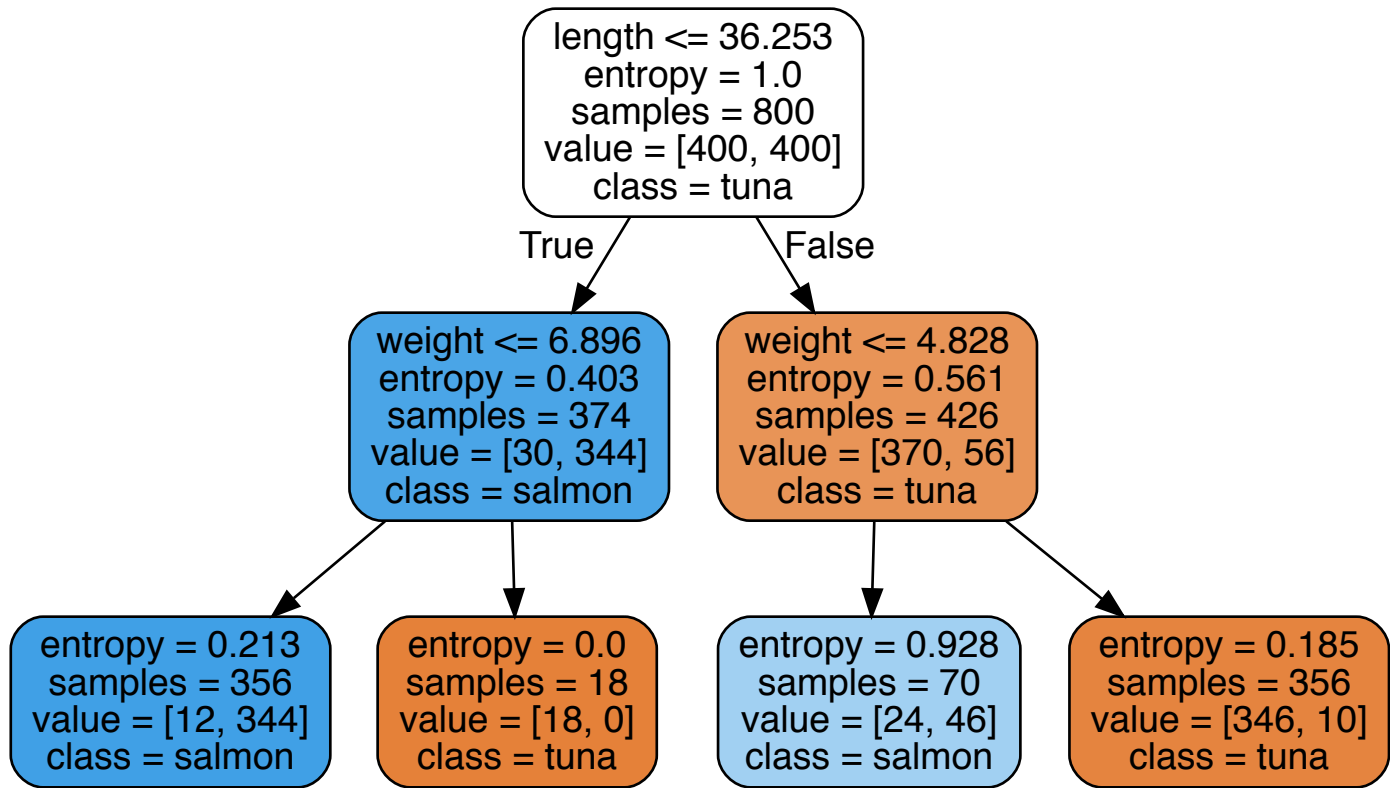 length <= 36.253
entropy = 1.0
samples = 800
value = [400, 400]
class = tuna
True
False
weight <= 6.896
entropy = 0.403
samples = 374
value = [30, 344]
class = salmon
weight <= 4.828
entropy = 0.561
samples = 426
value = [370, 56]
class = tuna
entropy = 0.213
samples = 356
value = [12, 344]
class = salmon
entropy = 0.0
samples = 18
value = [18, 0]
class = tuna
entropy = 0.928
samples = 70
value = [24, 46]
class = salmon
entropy = 0.185
samples = 356
value = [346, 10]
class = tuna